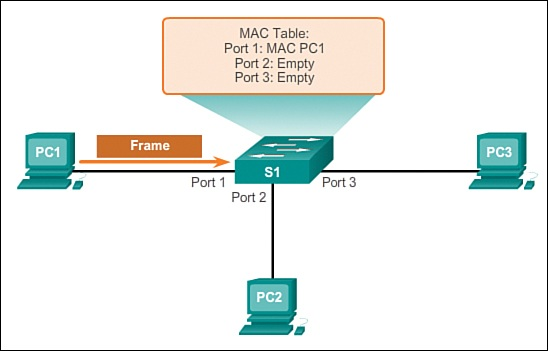 MAC Table:
Port 1: MAC PC1
Port 2: Empty
Port 3: Empty
PC1
Frame
PC3
S1
Port 1
Port 3
Port 2
PC2